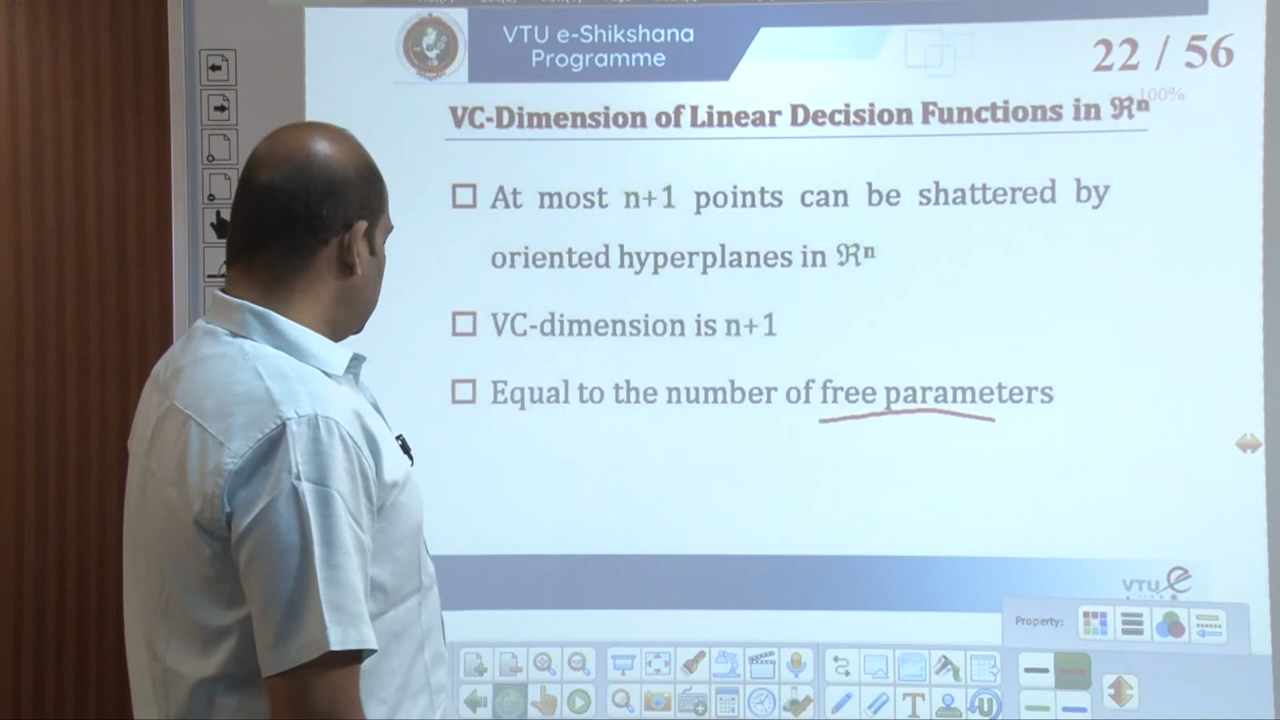 VTU e-Shikshana
Programme
22 / 56
100%
VC-Dimension of Linear Decision Functions in ℜⁿ
At most n+1 points can be shattered by
oriented hyperplanes in ℜⁿ
VC-dimension is n+1
Equal to the number of free parameters
VTU e
Property:
T